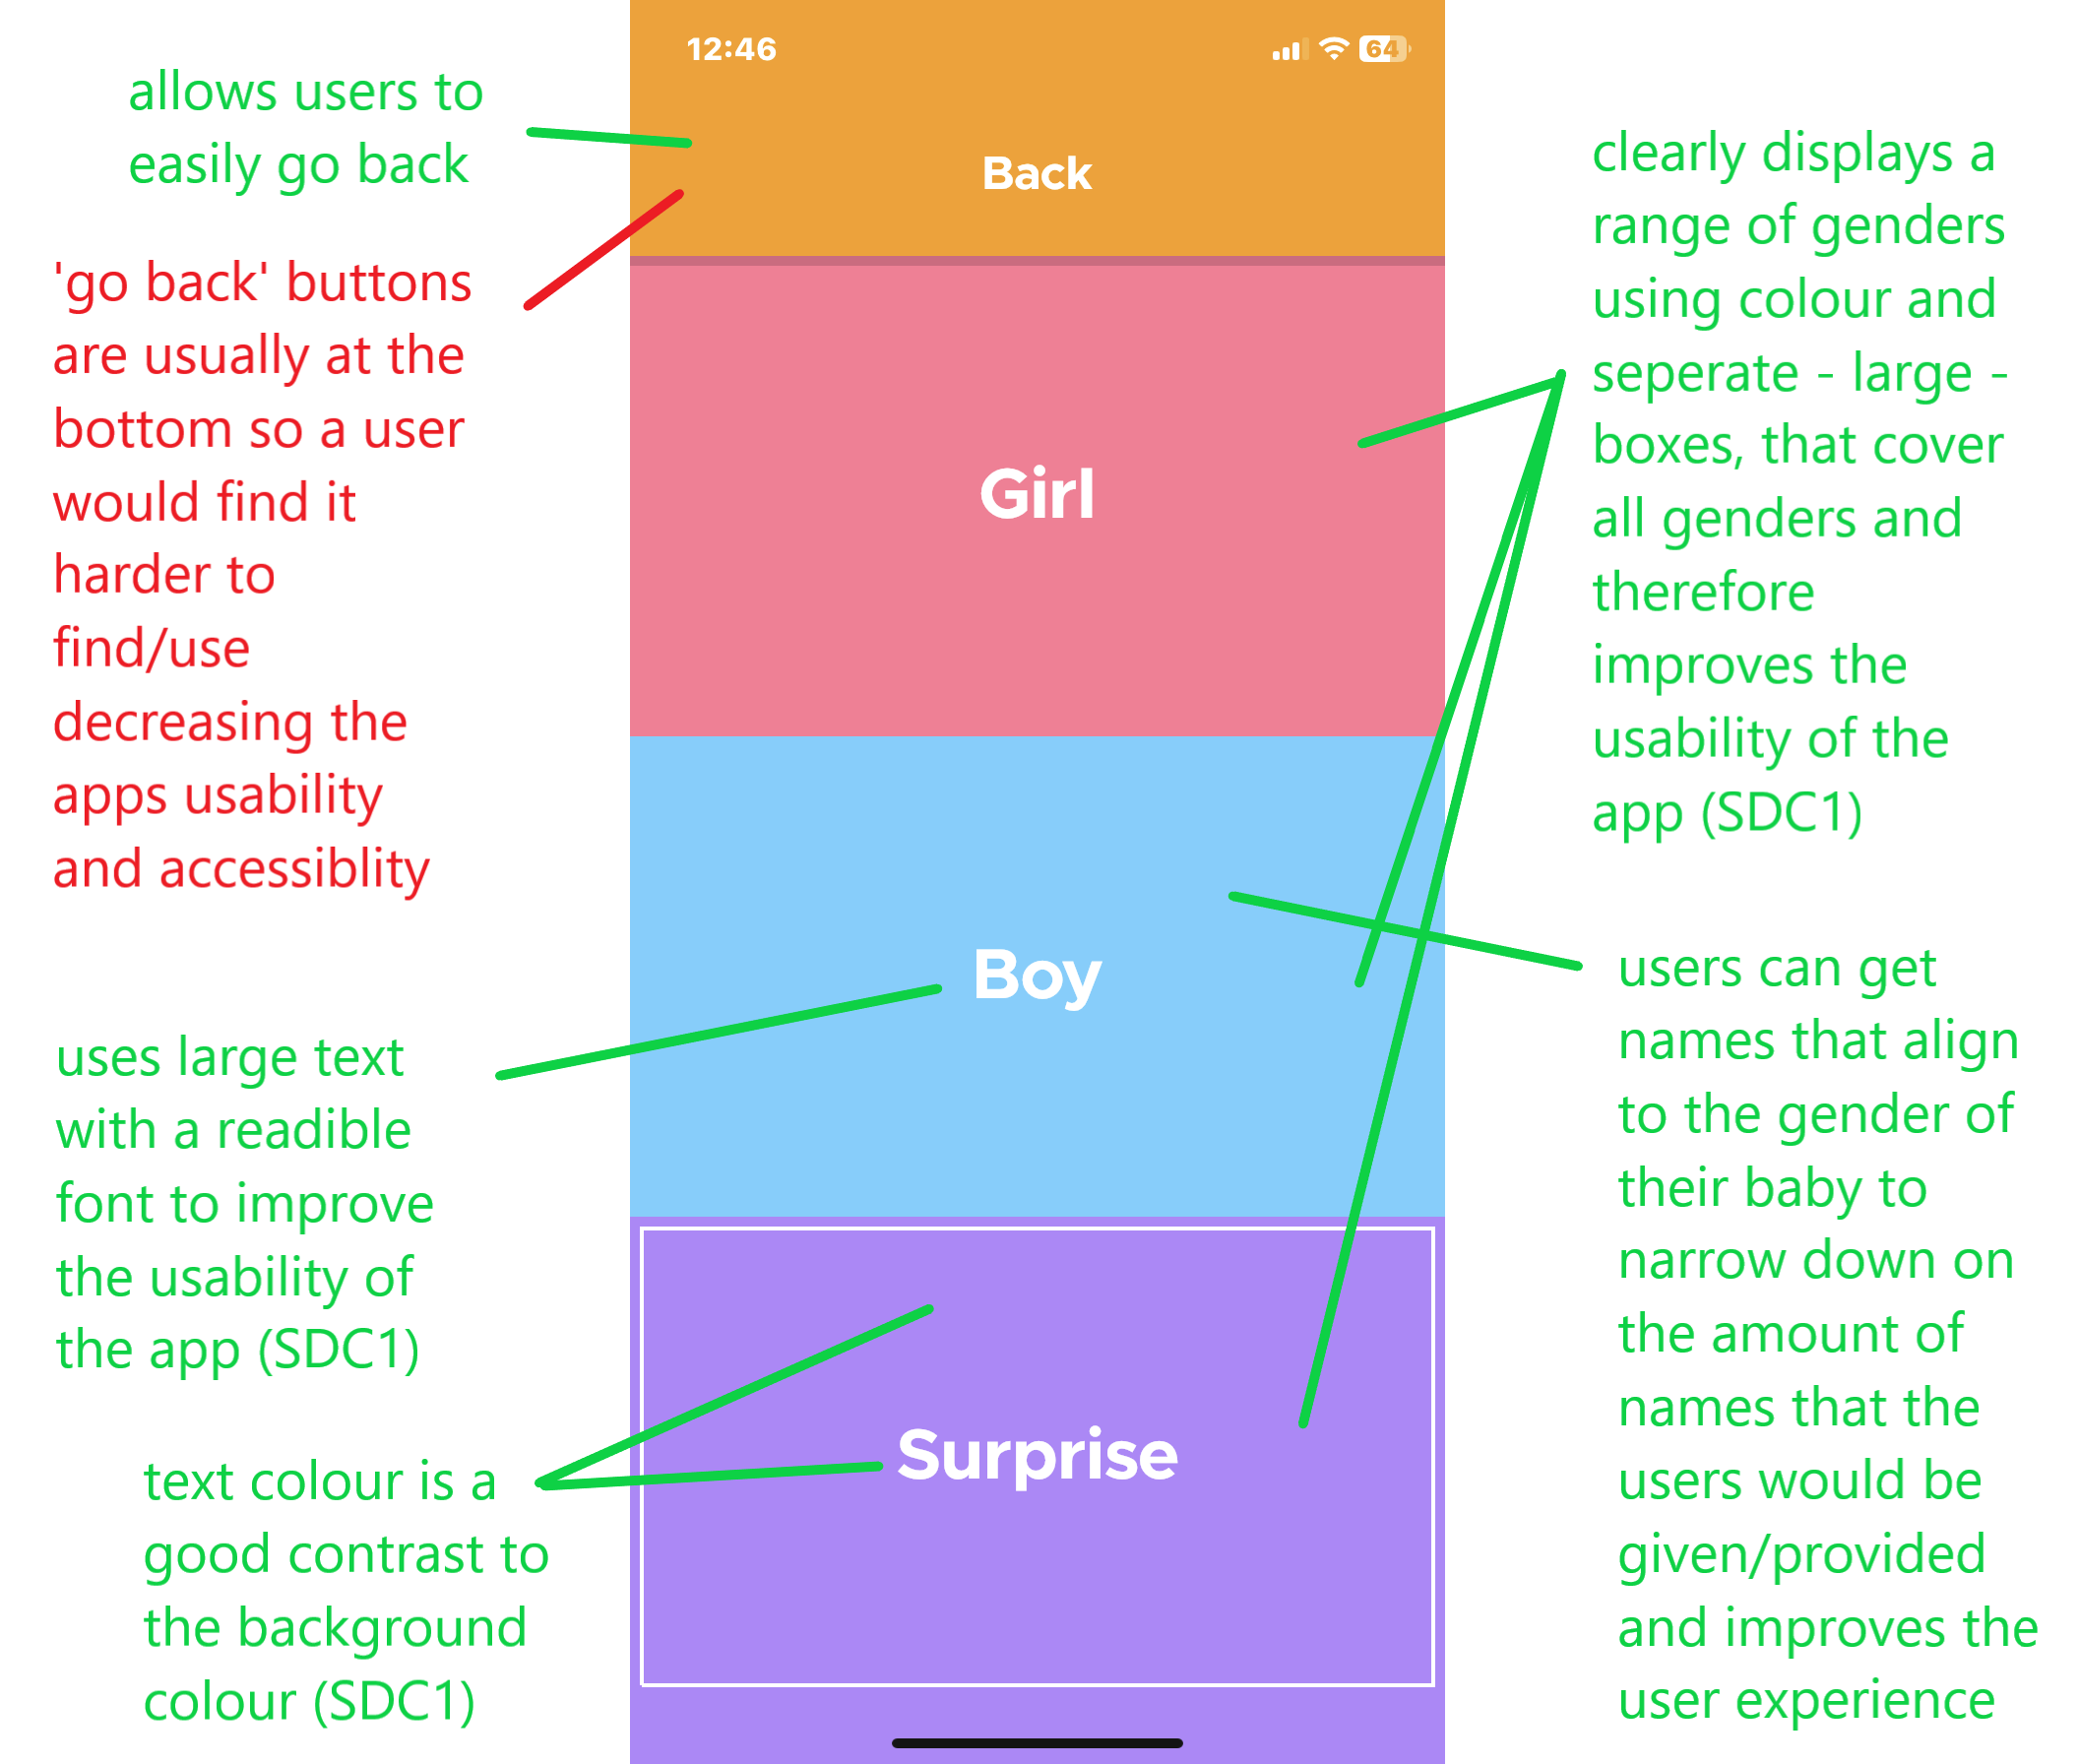 12:46
64
allows users to
easily go back
'go back' buttons
are usually at the
bottom so a user
would find it
harder to
find/use
decreasing the
apps usability
and accessiblity
uses large text
with a readible
font to improve
the usability of
the app (SDC1)
text colour is a
good contrast to
the background
colour (SDC1)
Back
Girl
Boy
Surprise
clearly displays a
range of genders
using colour and
seperate - large -
boxes, that cover
all genders and
therefore
improves the
usability of the
app (SDC1)
users can get
names that align
to the gender of
their baby to
narrow down on
the amount of
names that the
users would be
given/provided
and improves the
user experience